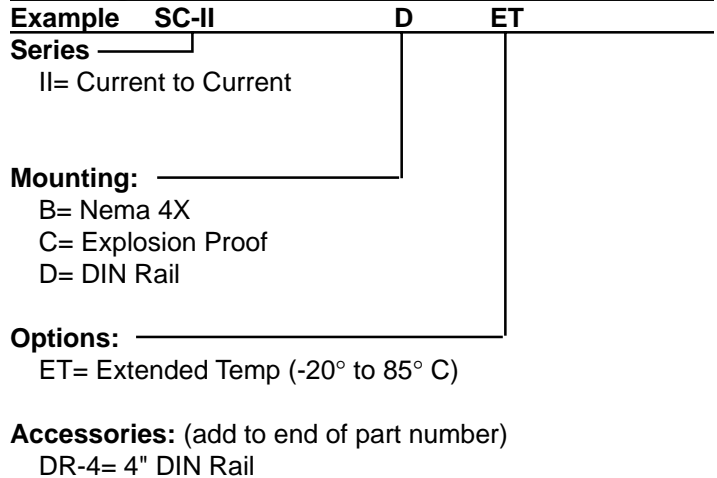 Example SC-II D ET
Series
II= Current to Current
Mounting:
B= Nema 4X
C= Explosion Proof
D= DIN Rail
Options:
ET= Extended Temp (-20° to 85° C)
Accessories: (add to end of part number)
DR-4= 4" DIN Rail